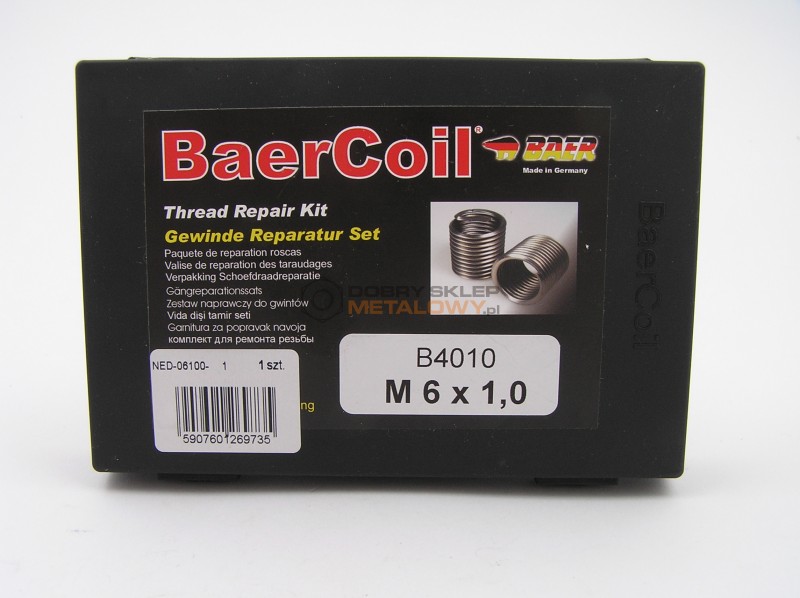 BaerCoil®
BAER
Made in Germany
Thread Repair Kit
Gewinde Reparatur Set
Paquete de reparation roscas
Valise de reparation des taraudages
Verpakking Schoefdraadreparatie
Gängreparationssats
Zestaw naprawczy do gwintów
Vida dişi tamir seti
Garnitura za popravak navoja
комплект для ремонта резьбы
DOBRY SKLEP
METALOWY.pl
BaerCoil
NED-06100- 1 1 szt.
5907601269735
B4010
M 6 x 1,0